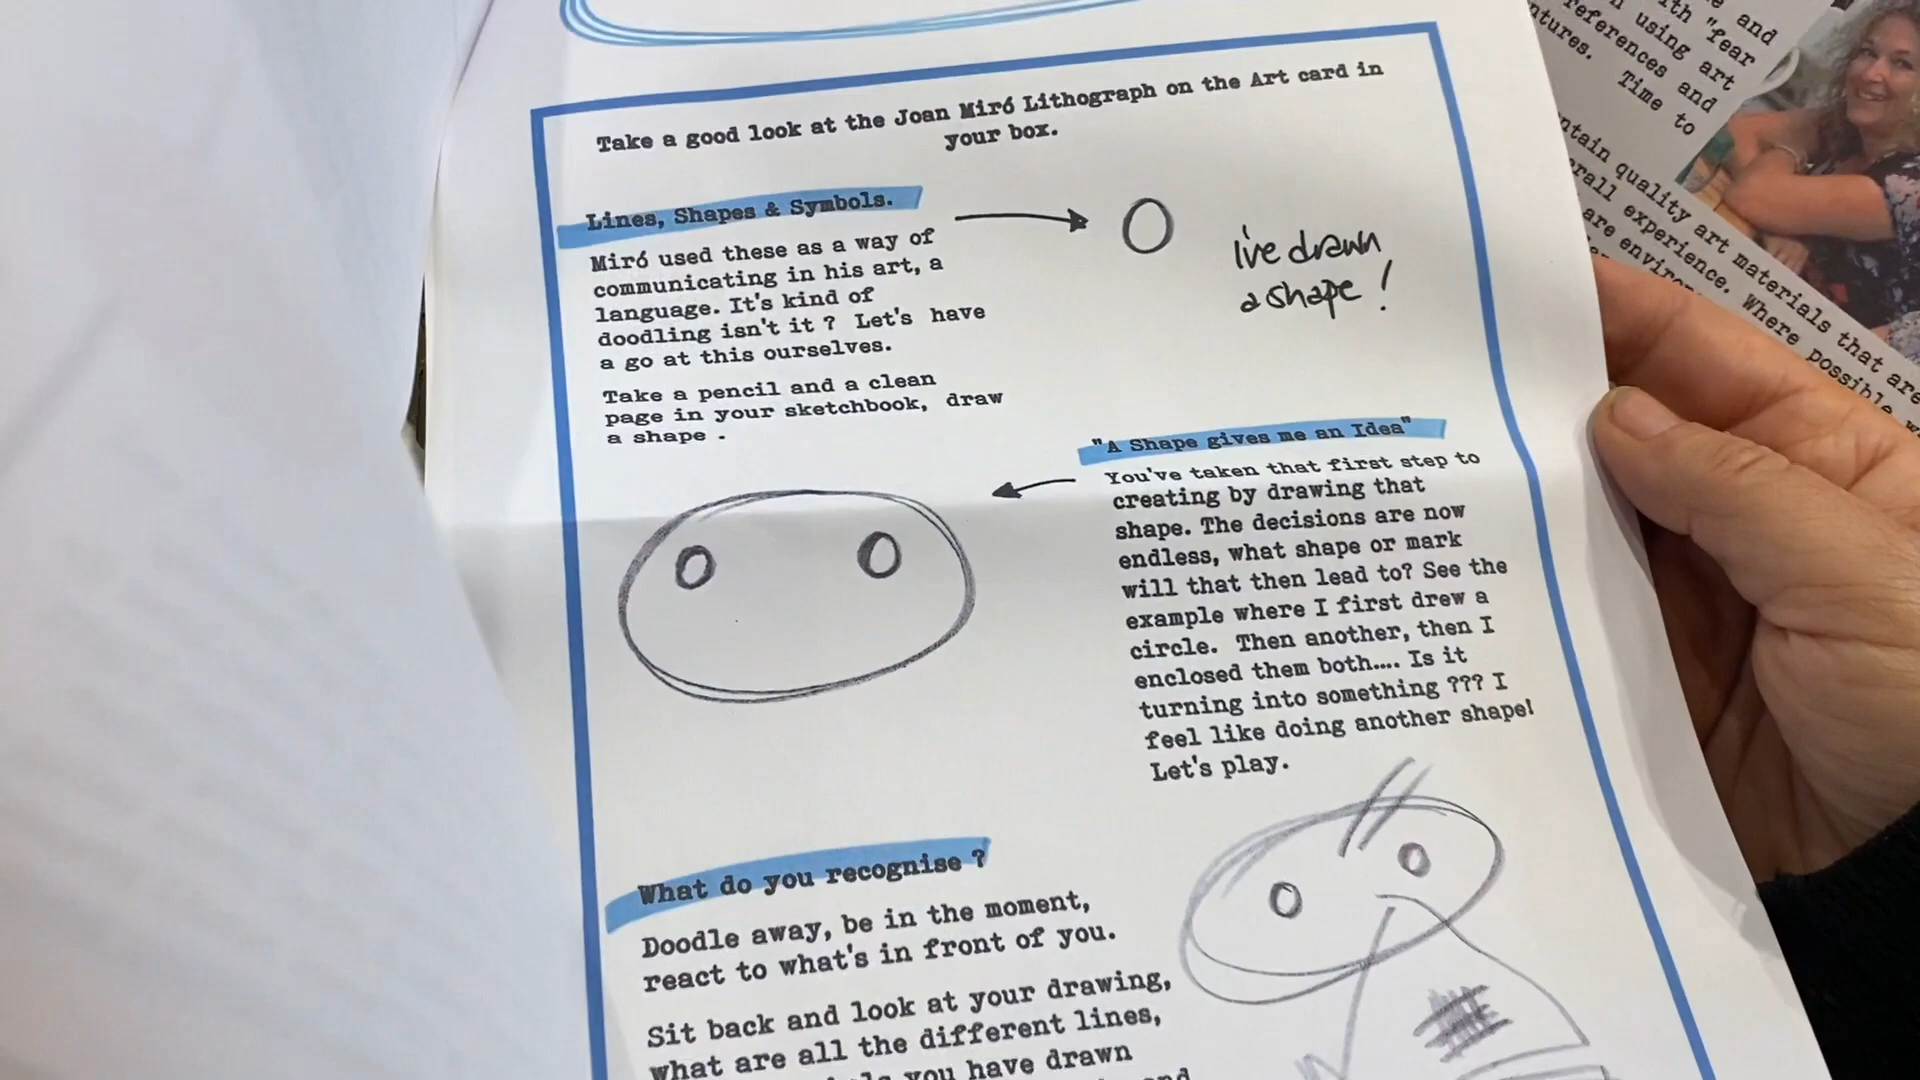 Take a good look at the Joan Miró Lithograph on the Art card in
your box.
Lines, Shapes & Symbols.
Miró used these as a way of
communicating in his art, a
language. It's kind of
doodling isn't it ? Let's have
a go at this ourselves.
Take a pencil and a clean
page in your sketchbook, draw
a shape .
i've drawn
a shape !
"A Shape gives me an Idea"
You've taken that first step to
creating by drawing that
shape. The decisions are now
endless, what shape or mark
will that then lead to? See the
example where I first drew a
circle. Then another, then I
enclosed them both.... Is it
turning into something ??? I
feel like doing another shape!
Let's play.
What do you recognise ?
Doodle away, be in the moment,
react to what's in front of you.
Sit back and look at your drawing,
what are all the different lines,
you have drawn
and
and
"fear
using art
references and
Time to
quality art materials that are
experience. Where possible
are